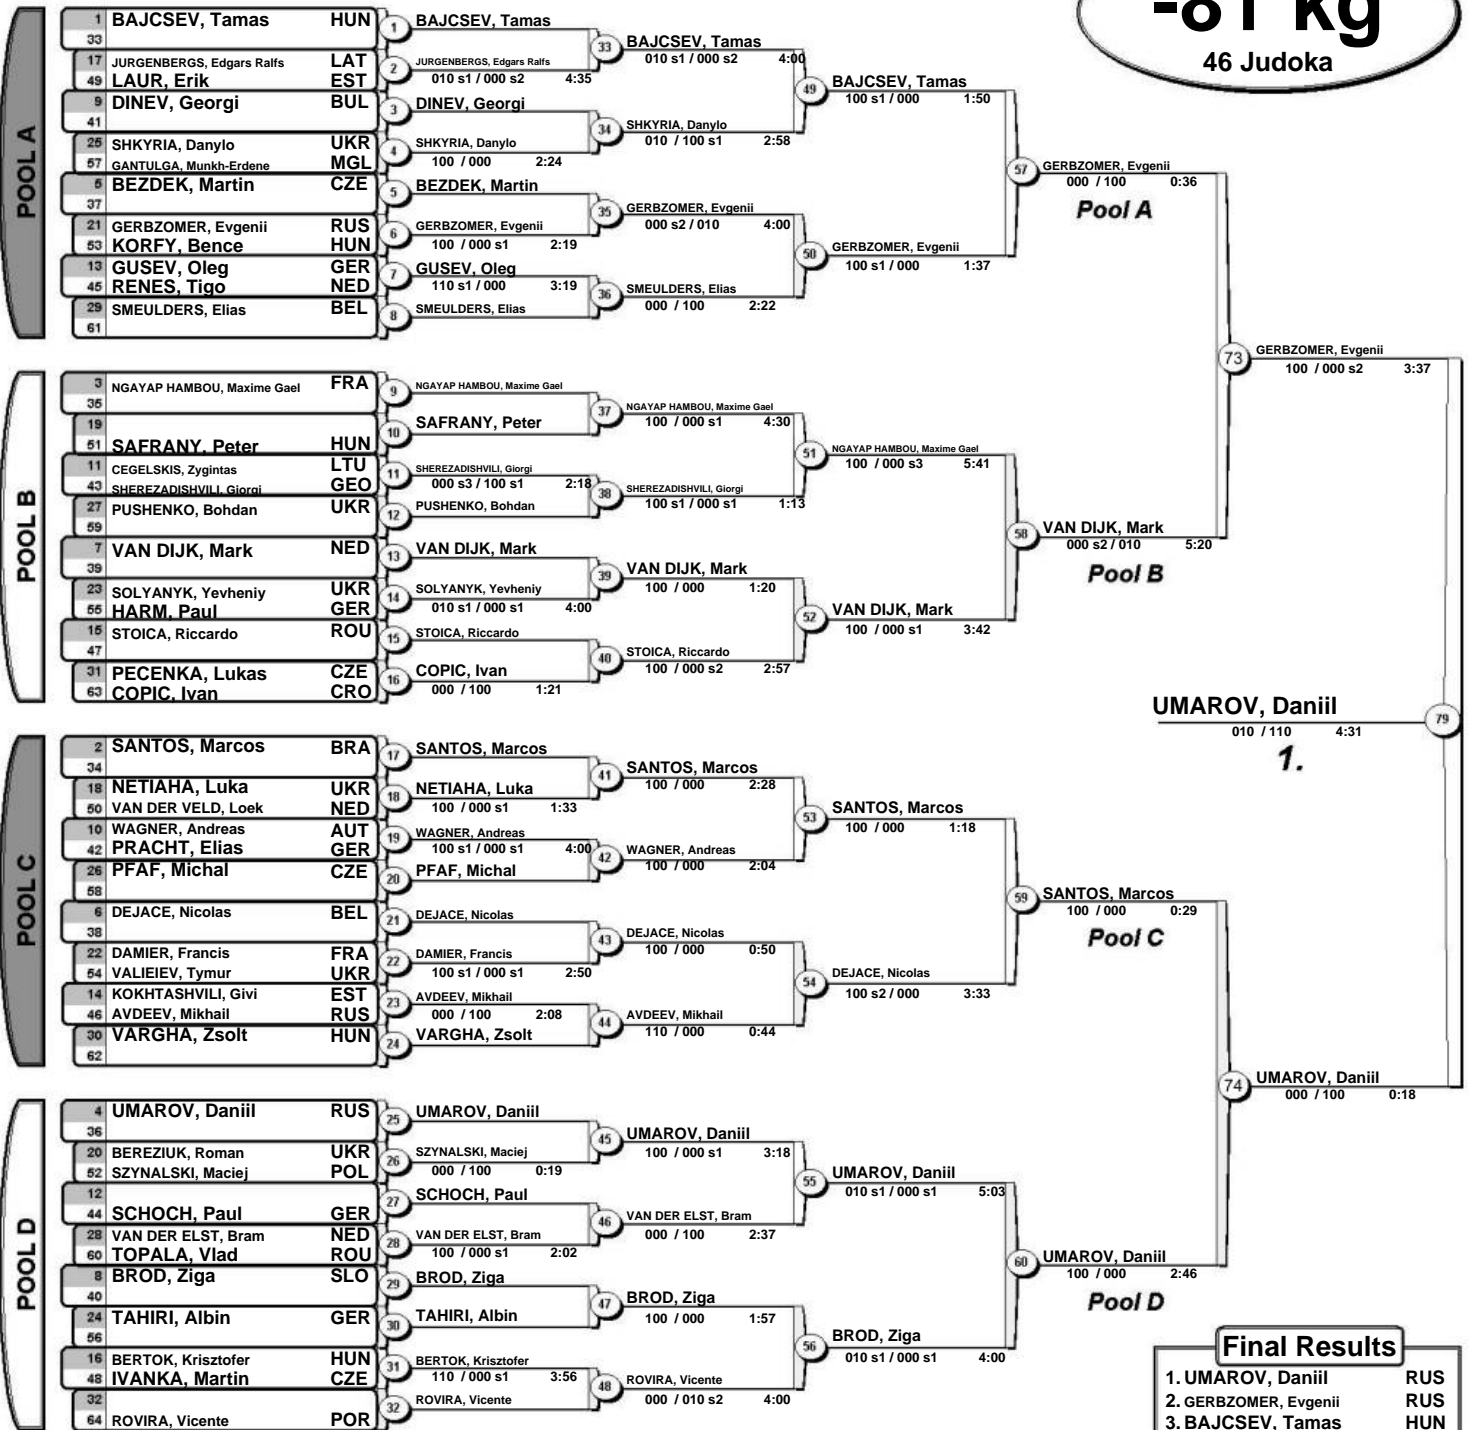 -81 kg
46 Judoka
POOL A
1 BAJCSEV, Tamas HUN
33
17 JURGENBERGS, Edgars Ralfs LAT
49 LAUR, Erik EST
9 DINEV, Georgi BUL
41
25 SHKYRIA, Danylo UKR
57 GANTULGA, Munkh-Erdene MGL
5 BEZDEK, Martin CZE
37
21 GERBZOMER, Evgenii RUS
53 KORFY, Bence HUN
13 GUSEV, Oleg GER
45 RENES, Tigo NED
29 SMEULDERS, Elias BEL
61
1 BAJCSEV, Tamas
2 JURGENBERGS, Edgars Ralfs
010 s1 / 000 s2 4:35
3 DINEV, Georgi
4 SHKYRIA, Danylo
100 / 000 2:24
5 BEZDEK, Martin
6 GERBZOMER, Evgenii
100 / 000 s1 2:19
7 GUSEV, Oleg
110 s1 / 000 3:19
8 SMEULDERS, Elias
33 BAJCSEV, Tamas
010 s1 / 000 s2 4:00
34 SHKYRIA, Danylo
010 / 100 s1 2:58
35 GERBZOMER, Evgenii
000 s2 / 010 4:00
36 SMEULDERS, Elias
000 / 100 2:22
49 BAJCSEV, Tamas
100 s1 / 000 1:50
50 GERBZOMER, Evgenii
100 s1 / 000 1:37
57 GERBZOMER, Evgenii
000 / 100 0:36
Pool A
POOL B
3 NGAYAP HAMBOU, Maxime Gael FRA
35
19
51 SAFRANY, Peter HUN
11 CEGELSKIS, Zygintas LTU
43 SHEREZADISHVILI, Giorgi GEO
27 PUSHENKO, Bohdan UKR
59
7 VAN DIJK, Mark NED
39
23 SOLYANYK, Yevheniy UKR
55 HARM, Paul GER
15 STOICA, Riccardo ROU
47
31 PECENKA, Lukas CZE
63 COPIC, Ivan CRO
9 NGAYAP HAMBOU, Maxime Gael
10 SAFRANY, Peter
11 SHEREZADISHVILI, Giorgi
000 s3 / 100 s1 2:18
12 PUSHENKO, Bohdan
13 VAN DIJK, Mark
14 SOLYANYK, Yevheniy
010 s1 / 000 s1 4:00
15 STOICA, Riccardo
16 COPIC, Ivan
000 / 100 1:21
37 NGAYAP HAMBOU, Maxime Gael
100 / 000 s1 4:30
38 SHEREZADISHVILI, Giorgi
100 s1 / 000 s1 1:13
39 VAN DIJK, Mark
100 / 000 1:20
40 STOICA, Riccardo
100 / 000 s2 2:57
51 NGAYAP HAMBOU, Maxime Gael
100 / 000 s3 5:41
52 VAN DIJK, Mark
100 / 000 s1 3:42
58 VAN DIJK, Mark
000 s2 / 010 5:20
Pool B
73 GERBZOMER, Evgenii
100 / 000 s2 3:37
UMAROV, Daniil 79
010 / 110 4:31
1.
POOL C
2 SANTOS, Marcos BRA
34
18 NETIAHA, Luka UKR
50 VAN DER VELD, Loek NED
10 WAGNER, Andreas AUT
42 PRACHT, Elias GER
26 PFAF, Michal CZE
58
6 DEJACE, Nicolas BEL
38
22 DAMIER, Francis FRA
54 VALIEIEV, Tymur UKR
14 KOKHTASHVILI, Givi EST
46 AVDEEV, Mikhail RUS
30 VARGHA, Zsolt HUN
62
17 SANTOS, Marcos
18 NETIAHA, Luka
100 / 000 s1 1:33
19 WAGNER, Andreas
100 s1 / 000 s1 4:00
20 PFAF, Michal
21 DEJACE, Nicolas
22 DAMIER, Francis
100 s1 / 000 s1 2:50
23 AVDEEV, Mikhail
000 / 100 2:08
24 VARGHA, Zsolt
41 SANTOS, Marcos
100 / 000 2:28
42 WAGNER, Andreas
100 / 000 2:04
43 DEJACE, Nicolas
100 / 000 0:50
44 AVDEEV, Mikhail
110 / 000 0:44
53 SANTOS, Marcos
100 / 000 1:18
54 DEJACE, Nicolas
100 s2 / 000 3:33
59 SANTOS, Marcos
100 / 000 0:29
Pool C
POOL D
4 UMAROV, Daniil RUS
36
20 BEREZIUK, Roman UKR
52 SZYNALSKI, Maciej POL
12
44 SCHOCH, Paul GER
28 VAN DER ELST, Bram NED
60 TOPALA, Vlad ROU
8 BROD, Ziga SLO
40
24 TAHIRI, Albin GER
56
16 BERTOK, Krisztofer HUN
48 IVANKA, Martin CZE
32
64 ROVIRA, Vicente POR
25 UMAROV, Daniil
26 SZYNALSKI, Maciej
000 / 100 0:19
27 SCHOCH, Paul
28 VAN DER ELST, Bram
100 / 000 s1 2:02
29 BROD, Ziga
30 TAHIRI, Albin
31 BERTOK, Krisztofer
110 / 000 s1 3:56
32 ROVIRA, Vicente
45 UMAROV, Daniil
100 / 000 s1 3:18
46 VAN DER ELST, Bram
000 / 100 2:37
47 BROD, Ziga
100 / 000 1:57
48 ROVIRA, Vicente
000 / 010 s2 4:00
55 UMAROV, Daniil
010 s1 / 000 s1 5:03
56 BROD, Ziga
010 s1 / 000 s1 4:00
60 UMAROV, Daniil
100 / 000 2:46
Pool D
74 UMAROV, Daniil
000 / 100 0:18
Final Results
1. UMAROV, Daniil RUS
2. GERBZOMER, Evgenii RUS
3. BAJCSEV, Tamas HUN